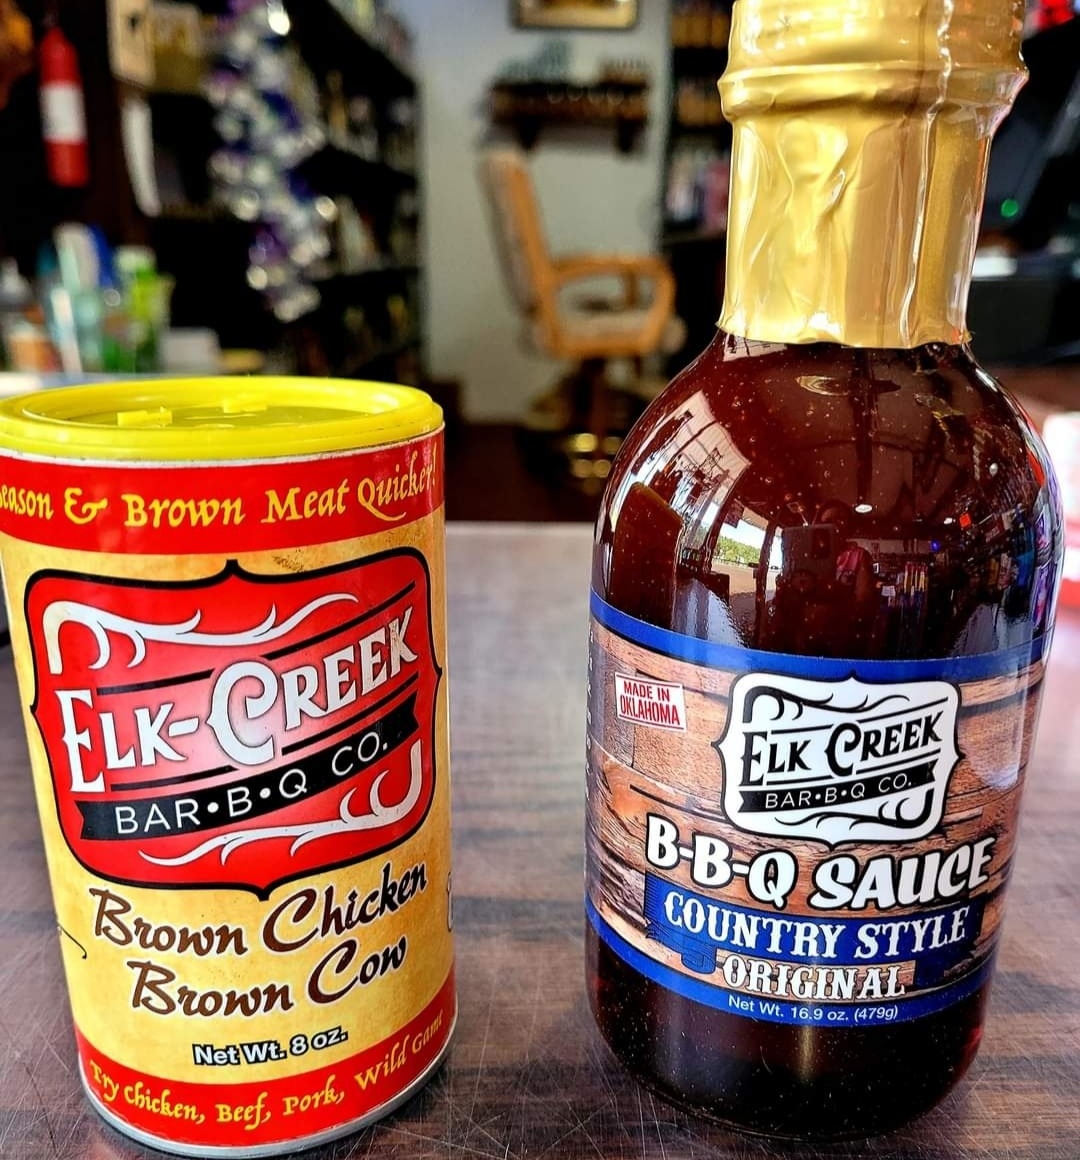 eason & Brown Meat Quicker!
ELK-CREEK
BAR•B•Q CO.
Brown Chicken
Brown Cow
Net Wt. 8 oz.
Try Chicken, Beef, Pork, Wild Gam
MADE IN
OKLAHOMA
ELK CREEK
BAR•B•Q CO.
B-B-Q SAUCE
COUNTRY STYLE
ORIGINAL
Net Wt. 16.9 oz. (479g)